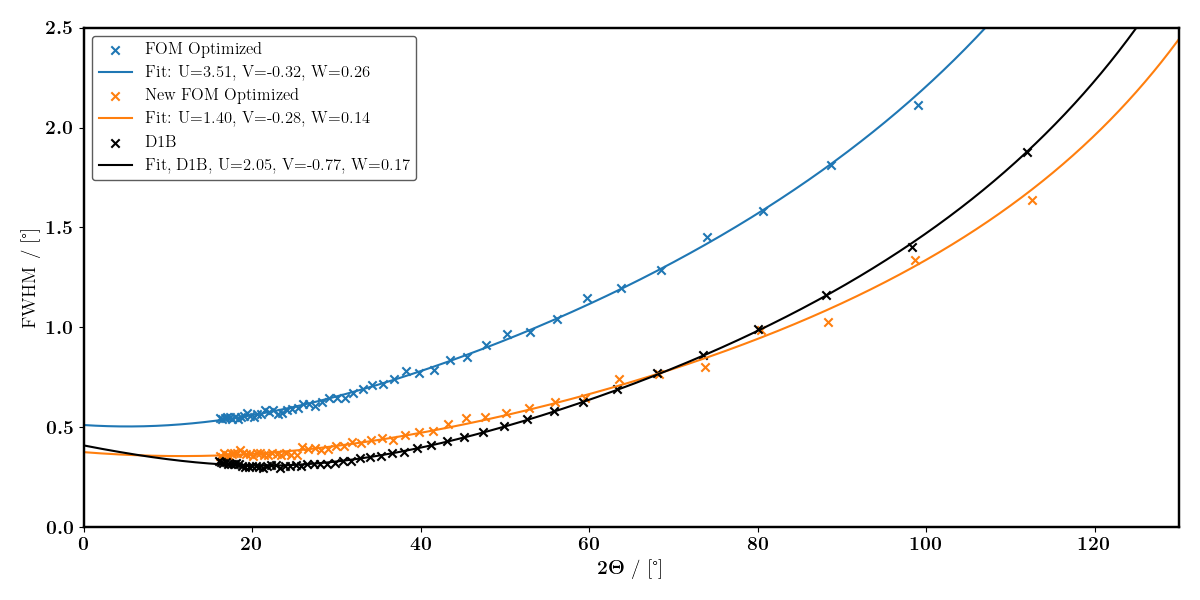 FOM Optimized
Fit: U=3.51, V=-0.32, W=0.26
New FOM Optimized
Fit: U=1.40, V=-0.28, W=0.14
D1B
Fit, D1B, U=2.05, V=-0.77, W=0.17
FWHM / [°]
2.5
2.0
1.5
1.0
0.5
0.0
0 20 40 60 80 100 120
2Θ / [°]